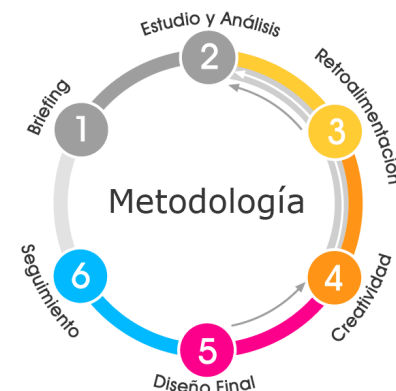 Metodología
1
Briefing
2
Estudio y Análisis
3
Retroalimentación
4
Creatividad
5
Diseño Final
6
Seguimiento